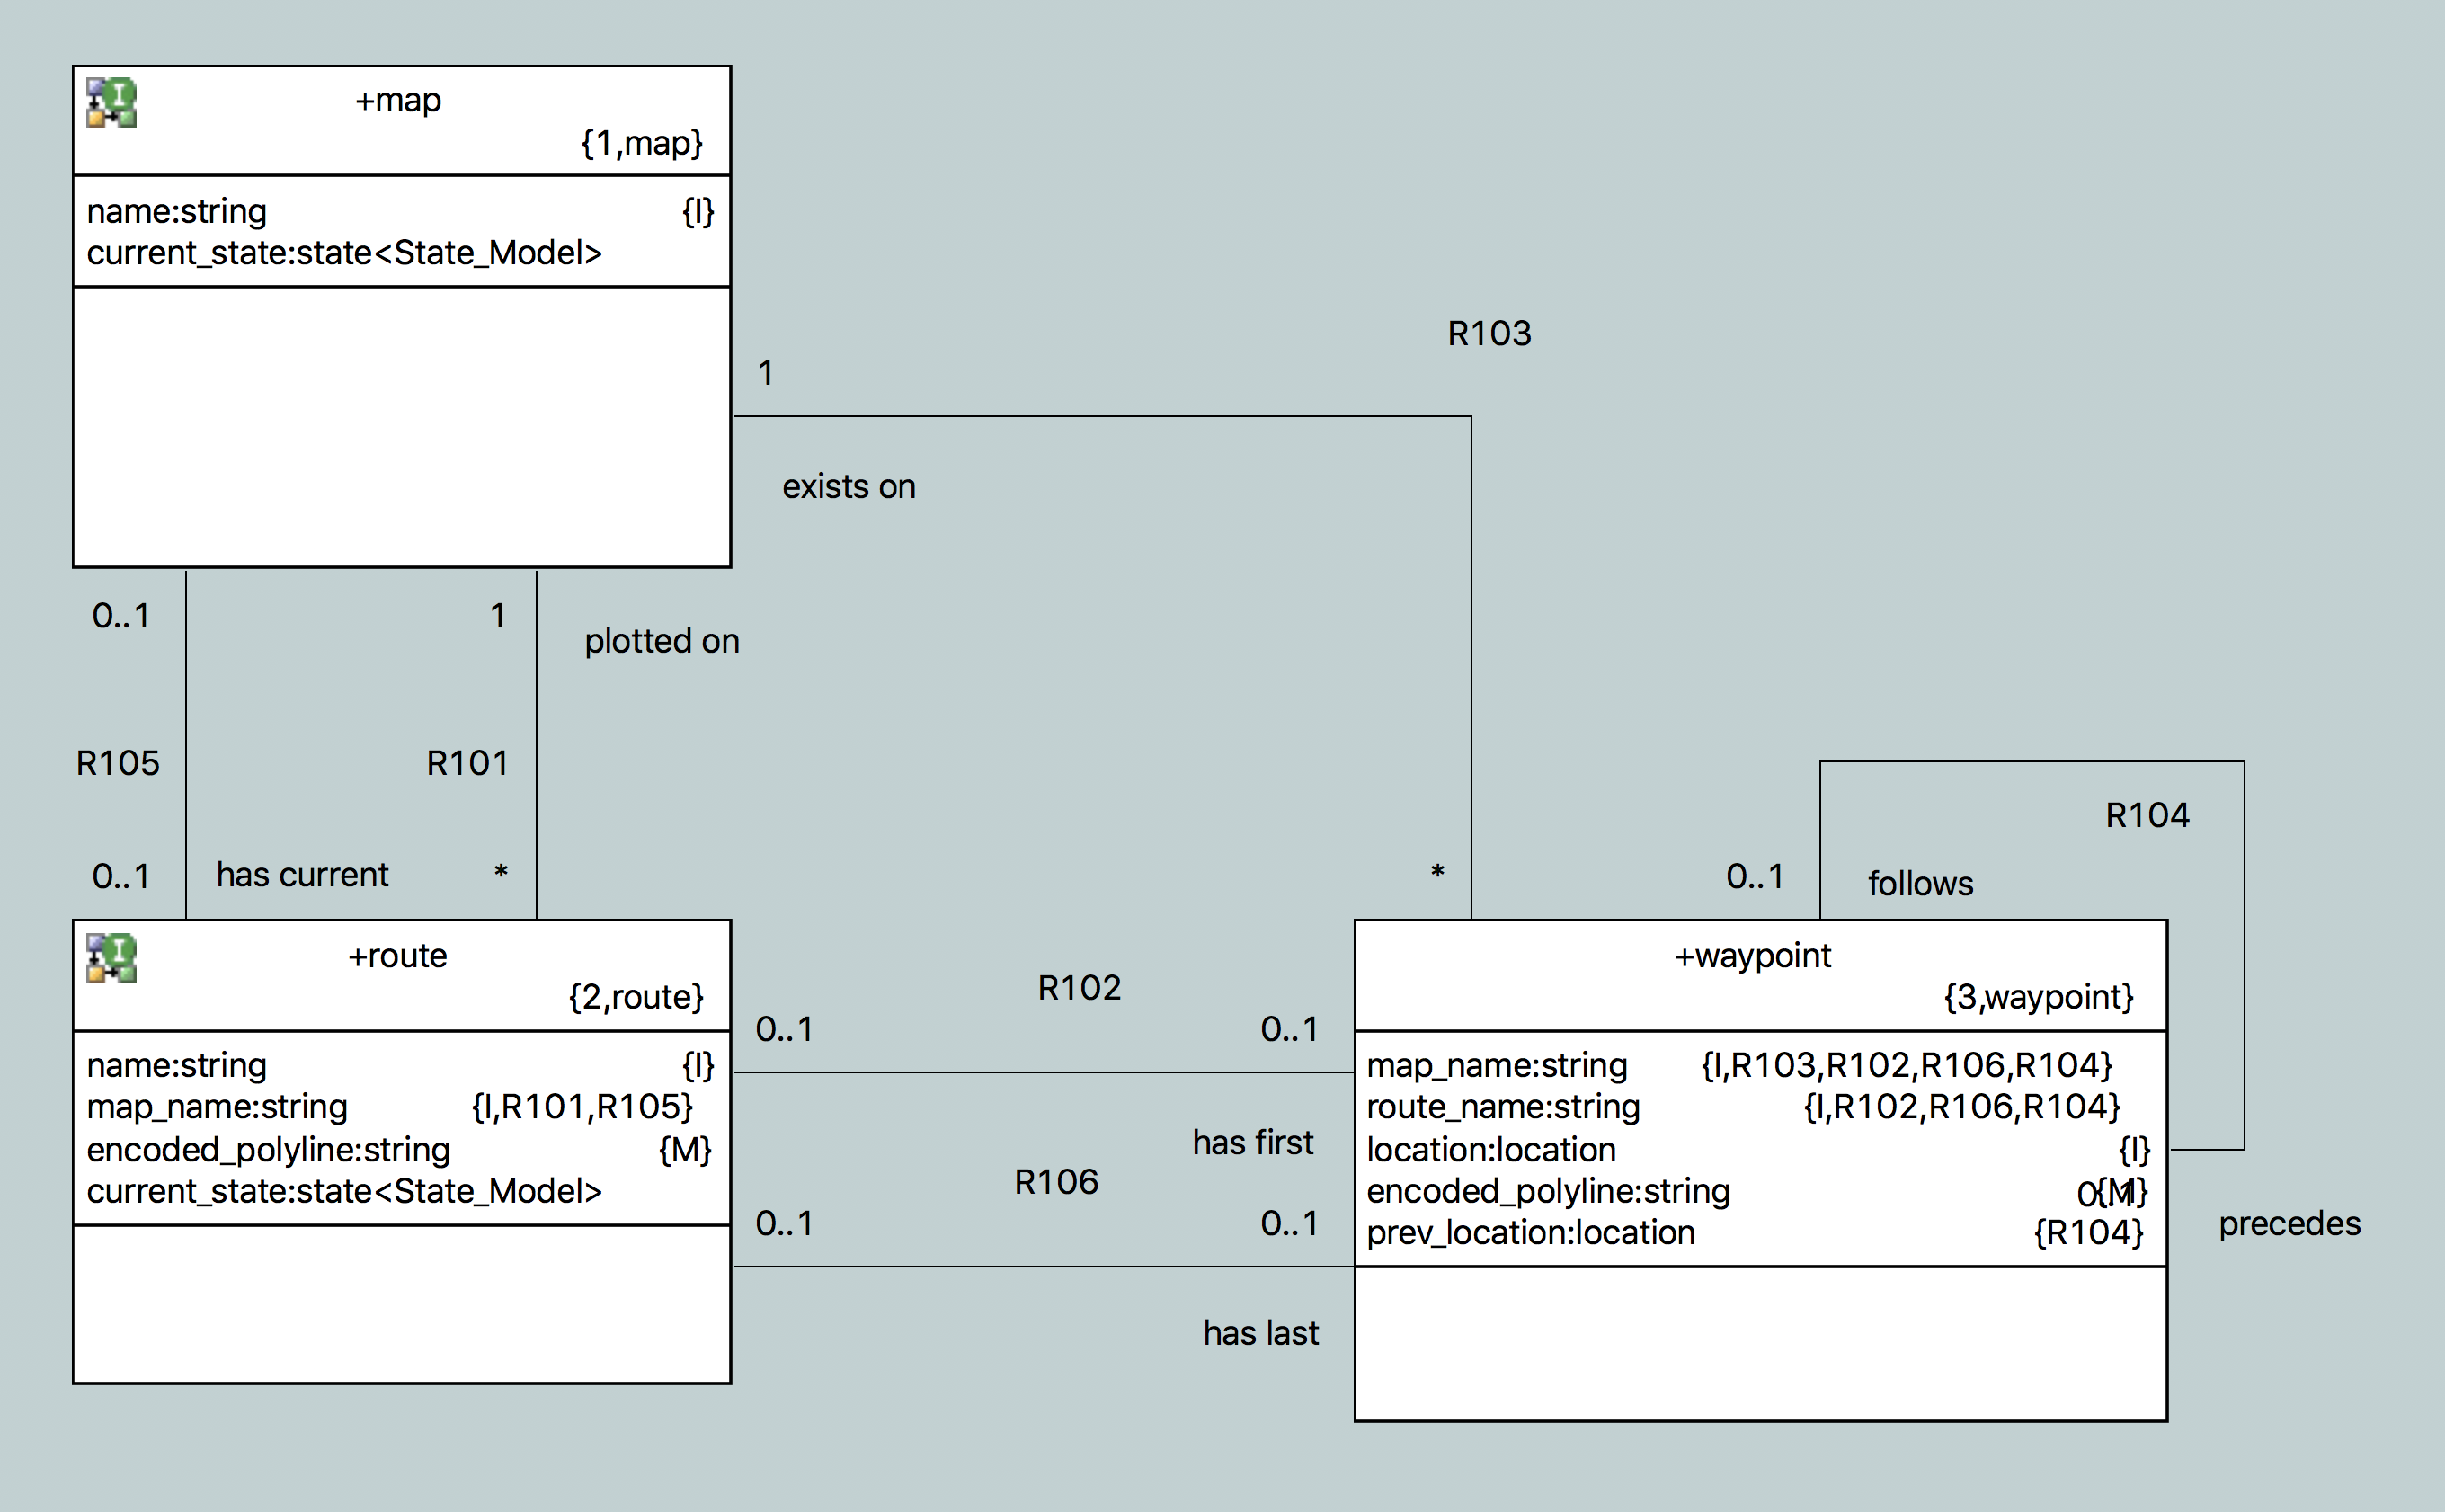 +map
{1,map}
name:string {I}
current_state:state<State_Model>
R103
1
exists on
0..1
1
plotted on
R105
R101
R104
0..1
has current
*
*
0..1
follows
+route
{2,route}
name:string {I}
map_name:string {I,R101,R105}
encoded_polyline:string {M}
current_state:state<State_Model>
R102
0..1
0..1
has first
R106
0..1
0..1
has last
+waypoint
{3,waypoint}
map_name:string {I,R103,R102,R106,R104}
route_name:string {I,R102,R106,R104}
location:location {I}
encoded_polyline:string {M}
0..1
prev_location:location {R104}
precedes